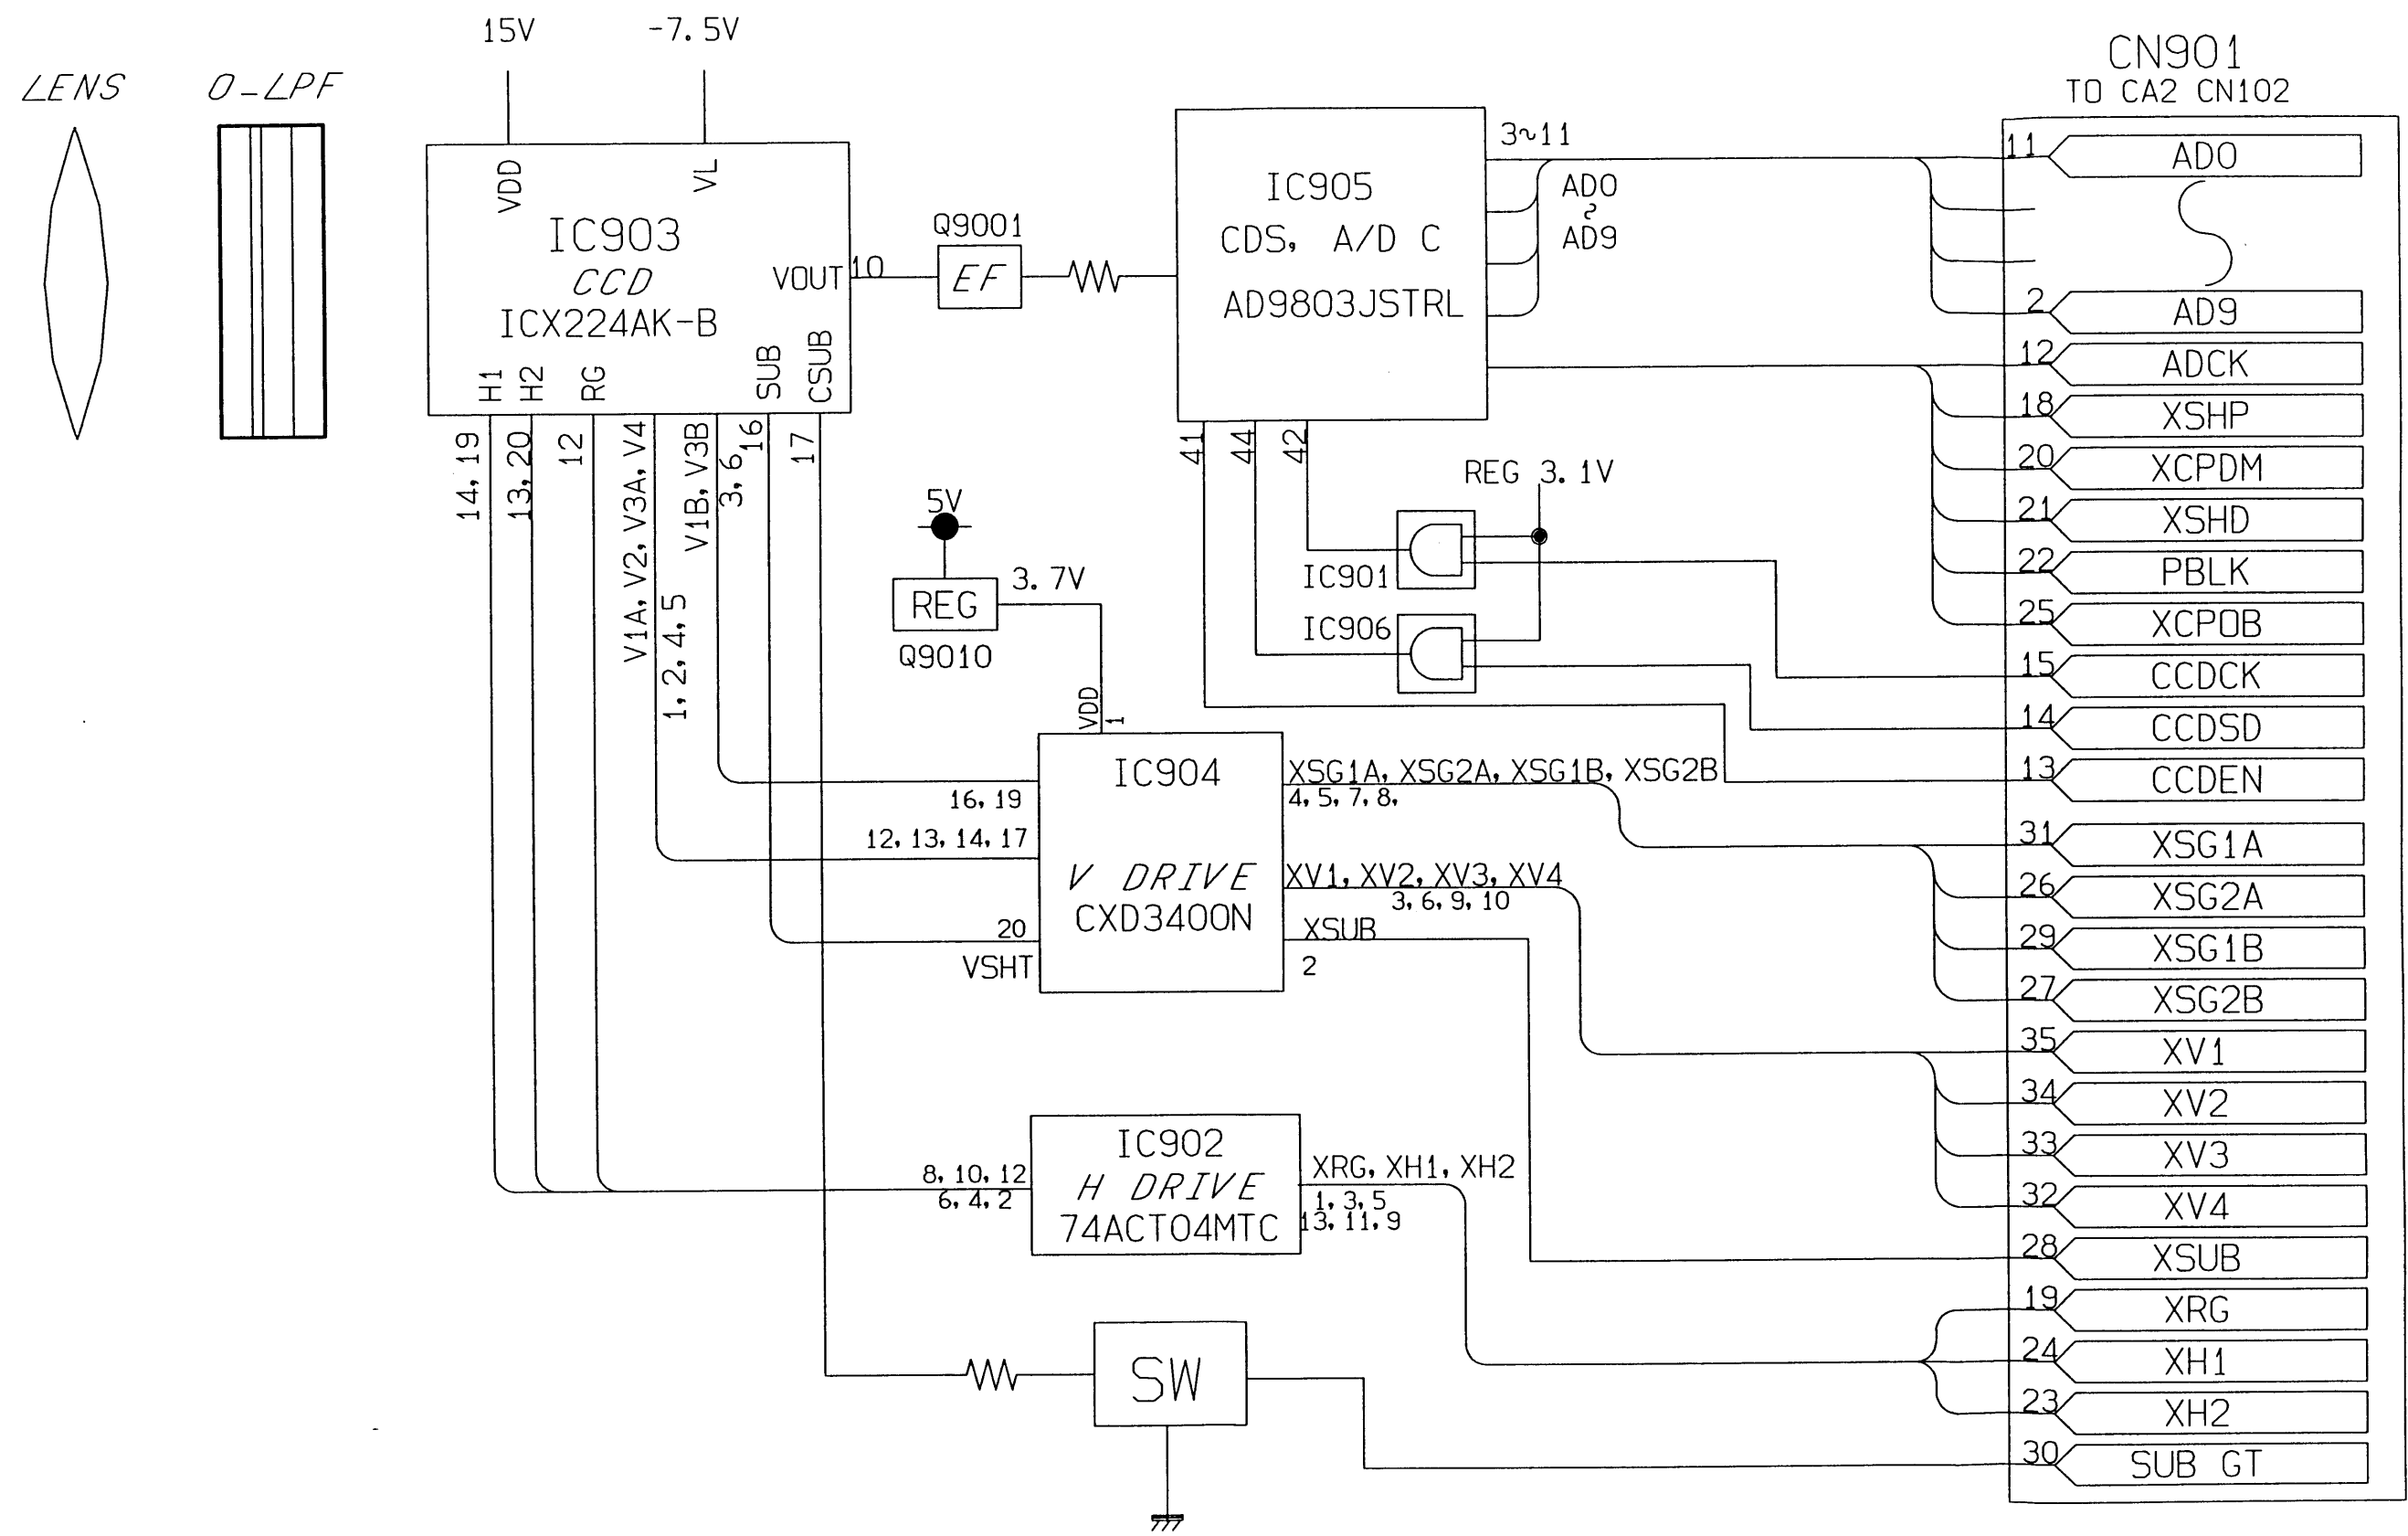 15V
-7.5V
LENS
O-LPF
VDD
VL
IC903
CCD
ICX224AK-B
VOUT
10
H1
H2
RG
SUB
CSUB
14, 19
13, 20
12
V1A, V2, V3A, V4
1, 2, 4, 5
V1B, V3B
3, 6
16
17
Q9001
EF
IC905
CDS, A/D C
AD9803JSTRL
3~11
AD0
~
AD9
41
44
42
REG 3.1V
IC901
IC906
5V
REG
3.7V
Q9010
VDD
1
IC904
V DRIVE
CXD3400N
16, 19
12, 13, 14, 17
20
VSHT
XSG1A, XSG2A, XSG1B, XSG2B
4, 5, 7, 8,
XV1, XV2, XV3, XV4
3, 6, 9, 10
XSUB
2
IC902
H DRIVE
74ACT04MTC
8, 10, 12
6, 4, 2
XRG, XH1, XH2
1, 3, 5
13, 11, 9
SW
CN901
TO CA2 CN102
11 AD0
2 AD9
12 ADCK
18 XSHP
20 XCPDM
21 XSHD
22 PBLK
25 XCPOB
15 CCDCK
14 CCDSD
13 CCDEN
31 XSG1A
26 XSG2A
29 XSG1B
27 XSG2B
35 XV1
34 XV2
33 XV3
32 XV4
28 XSUB
19 XRG
24 XH1
23 XH2
30 SUB GT